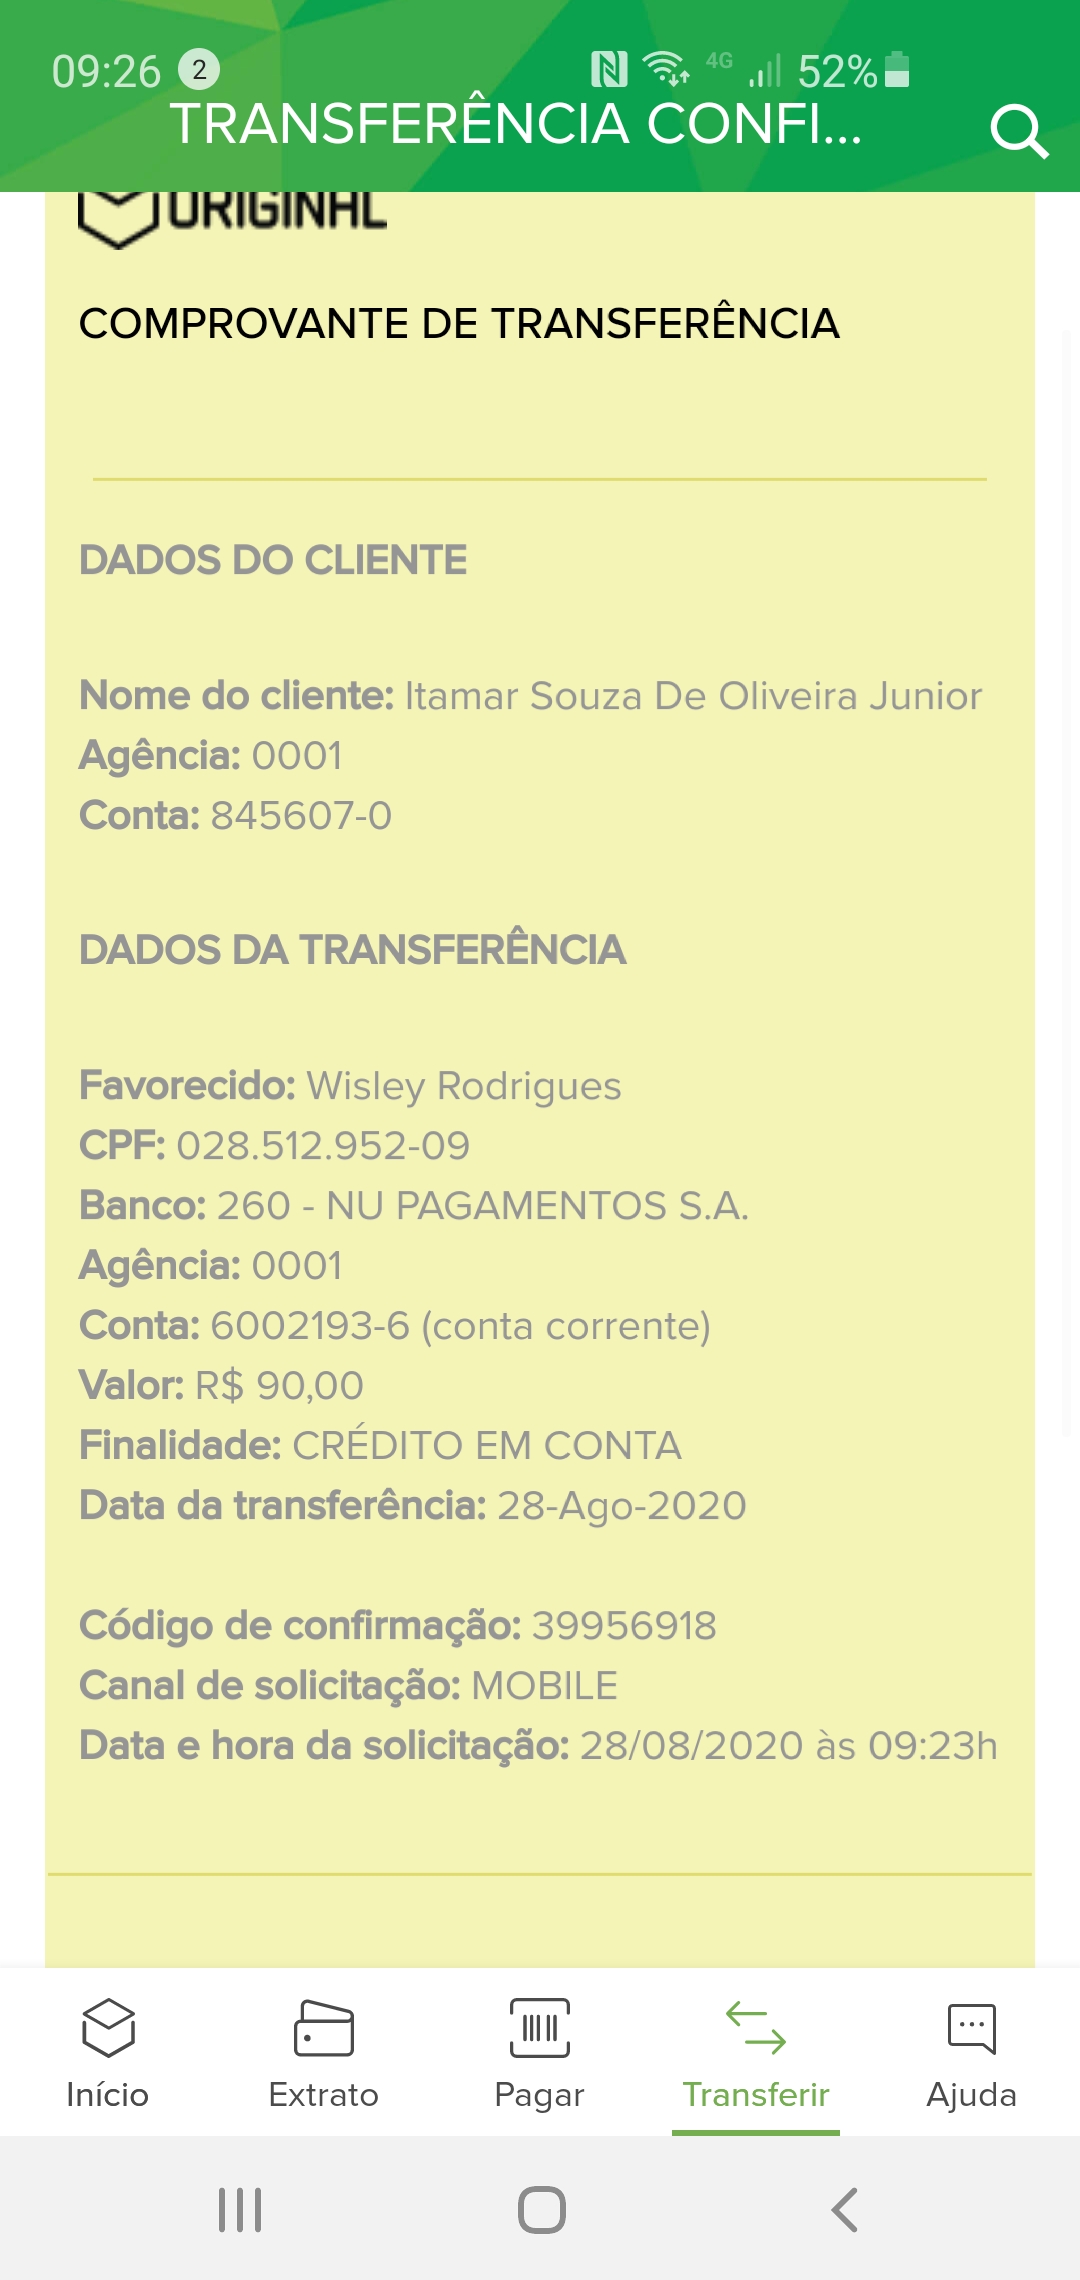 09:26 2 4G 52%
TRANSFERÊNCIA CONFI...
ORIGINAL
COMPROVANTE DE TRANSFERÊNCIA
DADOS DO CLIENTE
Nome do cliente: Itamar Souza De Oliveira Junior
Agência: 0001
Conta: 845607-0
DADOS DA TRANSFERÊNCIA
Favorecido: Wisley Rodrigues
CPF: 028.512.952-09
Banco: 260 - NU PAGAMENTOS S.A.
Agência: 0001
Conta: 6002193-6 (conta corrente)
Valor: R$ 90,00
Finalidade: CRÉDITO EM CONTA
Data da transferência: 28-Ago-2020
Código de confirmação: 39956918
Canal de solicitação: MOBILE
Data e hora da solicitação: 28/08/2020 às 09:23h
Início Extrato Pagar Transferir Ajuda